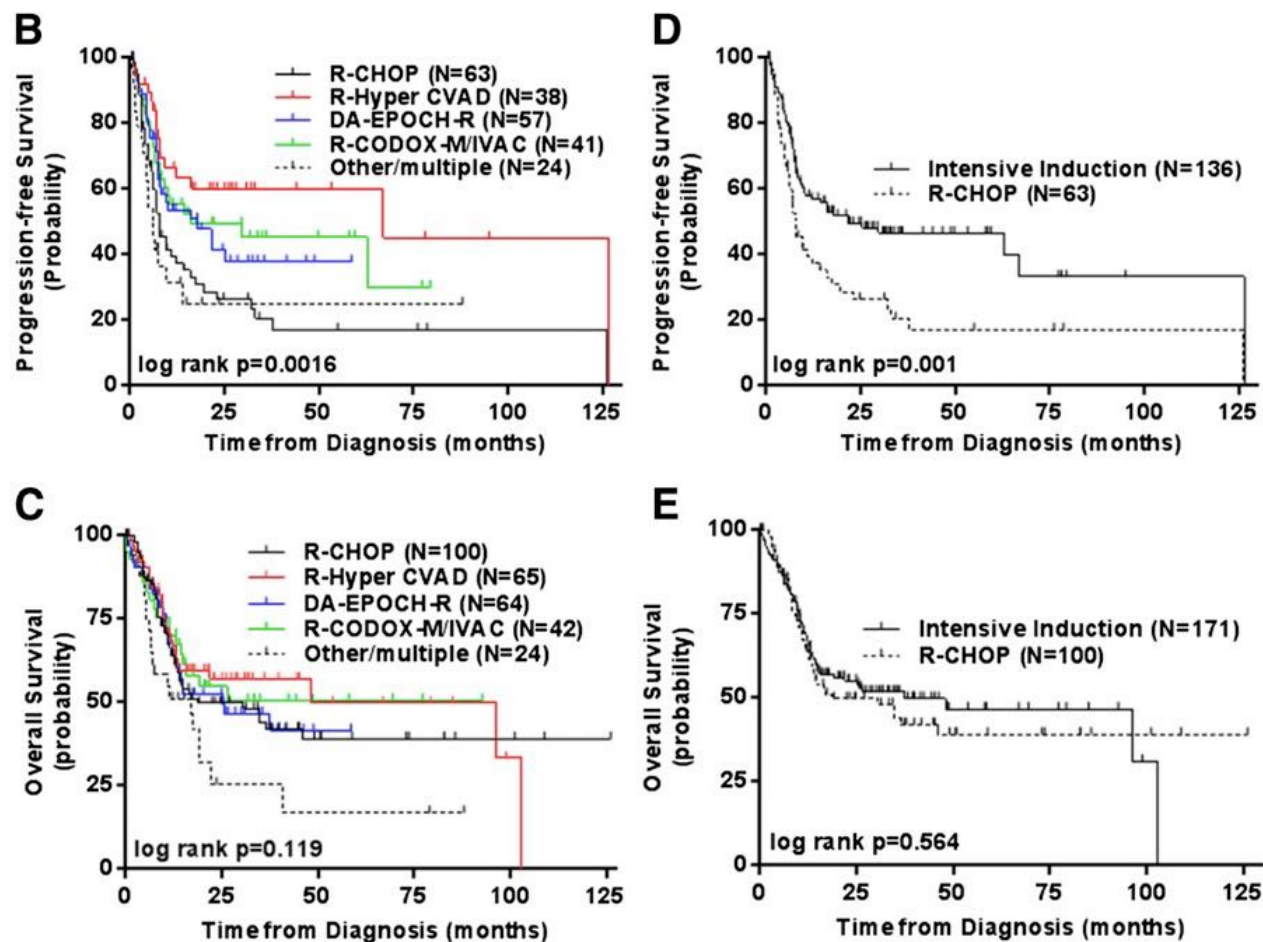 B
100
80
60
40
20
0
Progression-free Survival
(Probability)
R-CHOP (N=63)
R-Hyper CVAD (N=38)
DA-EPOCH-R (N=57)
R-CODOX-M/IVAC (N=41)
Other/multiple (N=24)
log rank p=0.0016
0 25 50 75 100 125
Time from Diagnosis (months)
D
100
80
60
40
20
0
Progression-free Survival
(Probability)
Intensive Induction (N=136)
R-CHOP (N=63)
log rank p=0.001
0 25 50 75 100 125
Time from Diagnosis (months)
C
100
75
50
25
0
Overall Survival
(probability)
R-CHOP (N=100)
R-Hyper CVAD (N=65)
DA-EPOCH-R (N=64)
R-CODOX-M/IVAC (N=42)
Other/multiple (N=24)
log rank p=0.119
0 25 50 75 100 125
Time from Diagnosis (months)
E
100
75
50
25
0
Overall Survival
(probability)
Intensive Induction (N=171)
R-CHOP (N=100)
log rank p=0.564
0 25 50 75 100 125
Time from Diagnosis (months)